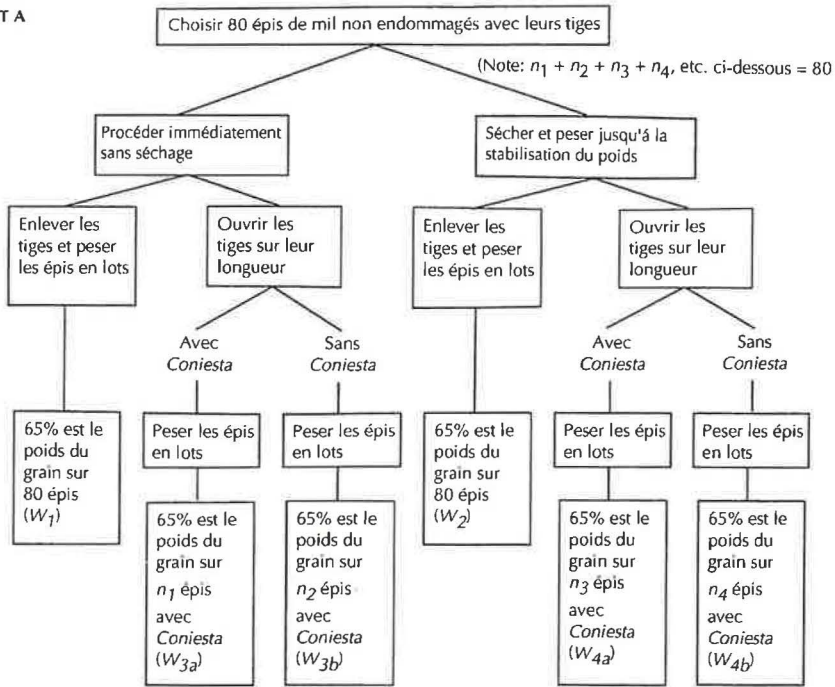 T A
Choisir 80 épis de mil non endommagés avec leurs tiges
(Note: n1 + n2 + n3 + n4, etc. ci-dessous = 80
Procéder immédiatement
sans séchage
Sécher et peser jusqu'á la
stabilisation du poids
Enlever les
tiges et peser
les épis en lots
Ouvrir les
tiges sur leur
longueur
Enlever les
tiges et peser
les épis en lots
Ouvrir les
tiges sur leur
longueur
Avec
Coniesta
Sans
Coniesta
Avec
Coniesta
Sans
Coniesta
65% est le
poids du
grain sur
80 épis
(W1)
Peser les épis
en lots
Peser les épis
en lots
65% est le
poids du
grain sur
80 épis
(W2)
Peser les épis
en lots
Peser les épis
en lots
65% est le
poids du
grain sur
n1 épis
avec
Coniesta
(W3a)
65% est le
poids du
grain sur
n2 épis
avec
Coniesta
(W3b)
65% est le
poids du
grain sur
n3 épis
avec
Coniesta
(W4a)
65% est le
poids du
grain sur
n4 épis
avec
Coniesta
(W4b)